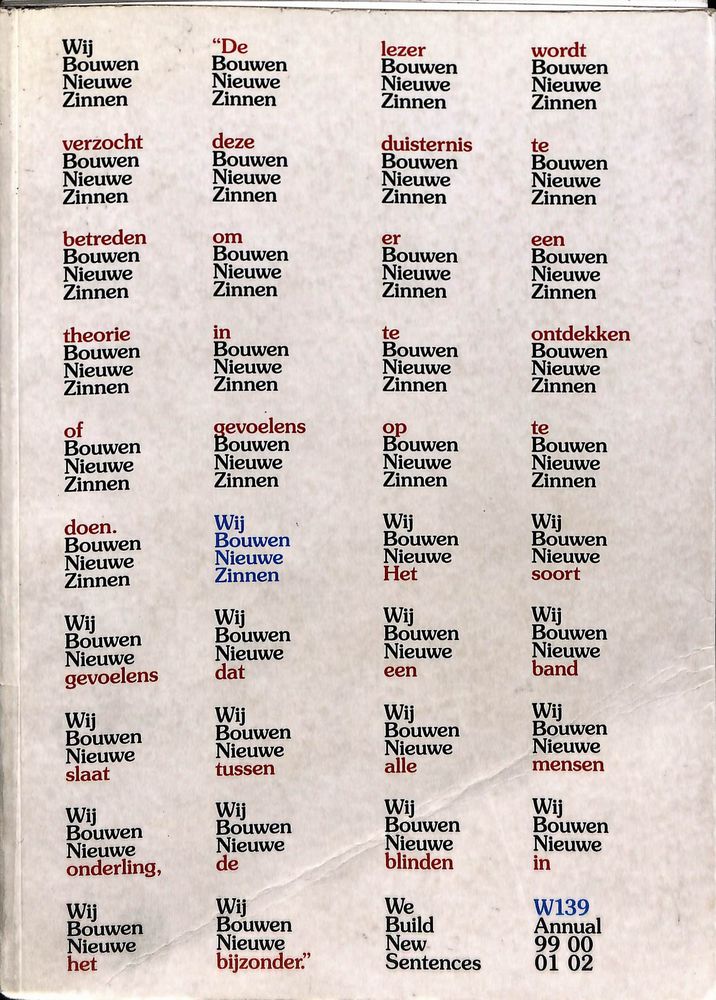 Wij
Bouwen
Nieuwe
Zinnen
“De
Bouwen
Nieuwe
Zinnen
lezer
Bouwen
Nieuwe
Zinnen
wordt
Bouwen
Nieuwe
Zinnen
verzocht
Bouwen
Nieuwe
Zinnen
deze
Bouwen
Nieuwe
Zinnen
duisternis
Bouwen
Nieuwe
Zinnen
te
Bouwen
Nieuwe
Zinnen
betreden
Bouwen
Nieuwe
Zinnen
om
Bouwen
Nieuwe
Zinnen
er
Bouwen
Nieuwe
Zinnen
een
Bouwen
Nieuwe
Zinnen
theorie
Bouwen
Nieuwe
Zinnen
in
Bouwen
Nieuwe
Zinnen
te
Bouwen
Nieuwe
Zinnen
ontdekken
Bouwen
Nieuwe
Zinnen
of
Bouwen
Nieuwe
Zinnen
gevoelens
Bouwen
Nieuwe
Zinnen
op
Bouwen
Nieuwe
Zinnen
te
Bouwen
Nieuwe
Zinnen
doen.
Bouwen
Nieuwe
Zinnen
Wij
Bouwen
Nieuwe
Zinnen
Wij
Bouwen
Nieuwe
Het
Wij
Bouwen
Nieuwe
soort
Wij
Bouwen
Nieuwe
gevoelens
Wij
Bouwen
Nieuwe
dat
Wij
Bouwen
Nieuwe
een
Wij
Bouwen
Nieuwe
band
Wij
Bouwen
Nieuwe
slaat
Wij
Bouwen
Nieuwe
tussen
Wij
Bouwen
Nieuwe
alle
Wij
Bouwen
Nieuwe
mensen
Wij
Bouwen
Nieuwe
onderling,
Wij
Bouwen
Nieuwe
de
Wij
Bouwen
Nieuwe
blinden
Wij
Bouwen
Nieuwe
in
Wij
Bouwen
Nieuwe
het
Wij
Bouwen
Nieuwe
bijzonder.”
We
Build
New
Sentences
W139
Annual
99 00
01 02